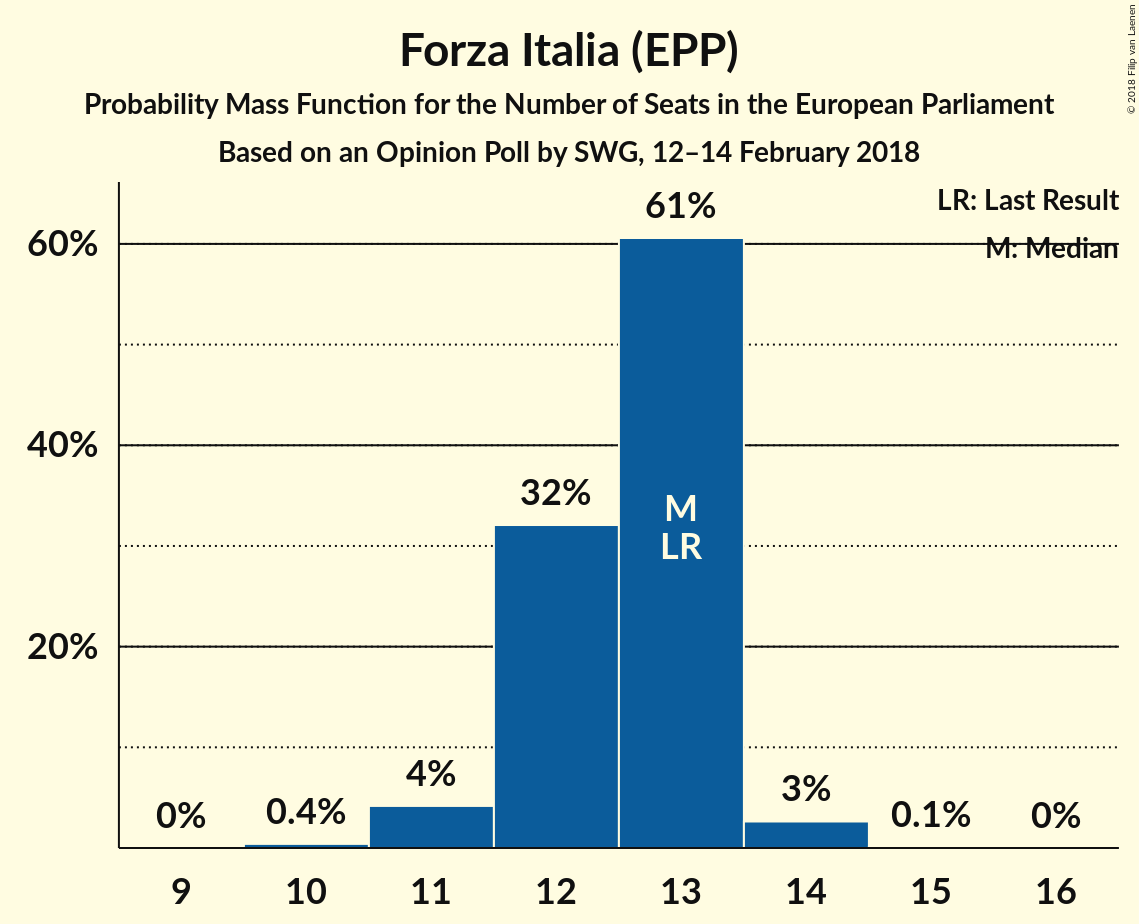 Forza Italia (EPP)
Probability Mass Function for the Number of Seats in the European Parliament
Based on an Opinion Poll by SWG, 12–14 February 2018
© 2018 Filip van Laenen
LR: Last Result
M: Median
60%
40%
20%
0%
0.4%
4%
32%
61%
M
LR
3%
0.1%
0%
9
10
11
12
13
14
15
16